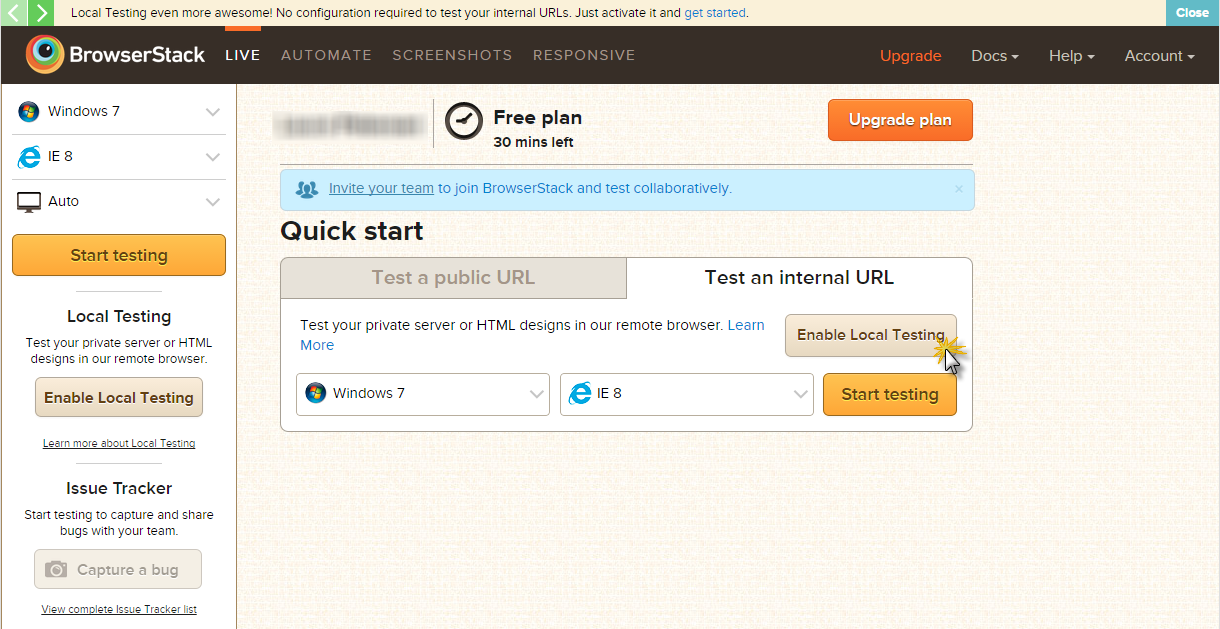 Local Testing even more awesome! No configuration required to test your internal URLs. Just activate it and get started.
Close
BrowserStack
LIVE
AUTOMATE
SCREENSHOTS
RESPONSIVE
Upgrade
Docs
Help
Account
Windows 7
IE 8
Auto
Start testing
Local Testing
Test your private server or HTML
designs in our remote browser.
Enable Local Testing
Learn more about Local Testing
Issue Tracker
Start testing to capture and share
bugs with your team.
Capture a bug
View complete Issue Tracker list
Free plan
30 mins left
Upgrade plan
Invite your team to join BrowserStack and test collaboratively.
×
Quick start
Test a public URL
Test an internal URL
Test your private server or HTML designs in our remote browser. Learn
More
Enable Local Testing
Windows 7
IE 8
Start testing